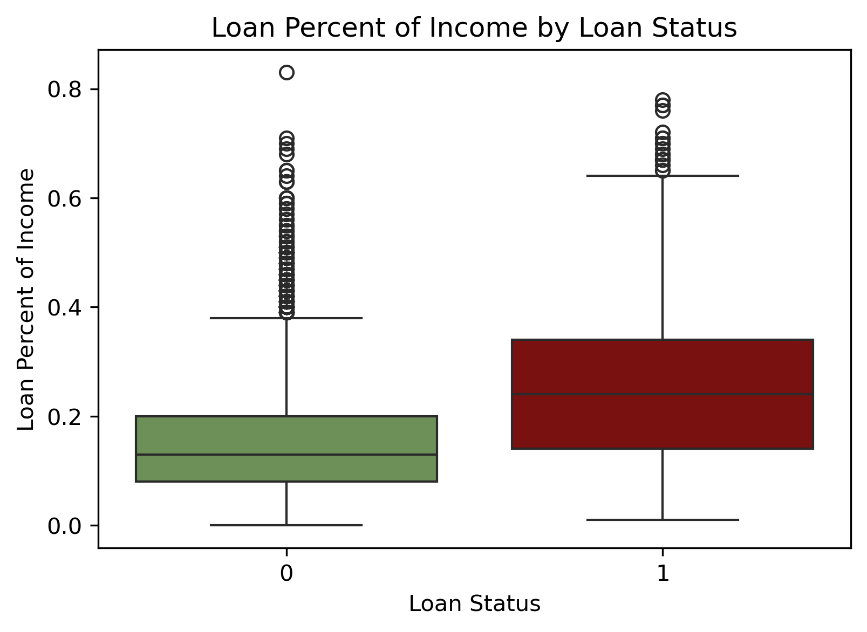 Loan Percent of Income by Loan Status
Loan Percent of Income
0.8
0.6
0.4
0.2
0.0
0 1
Loan Status